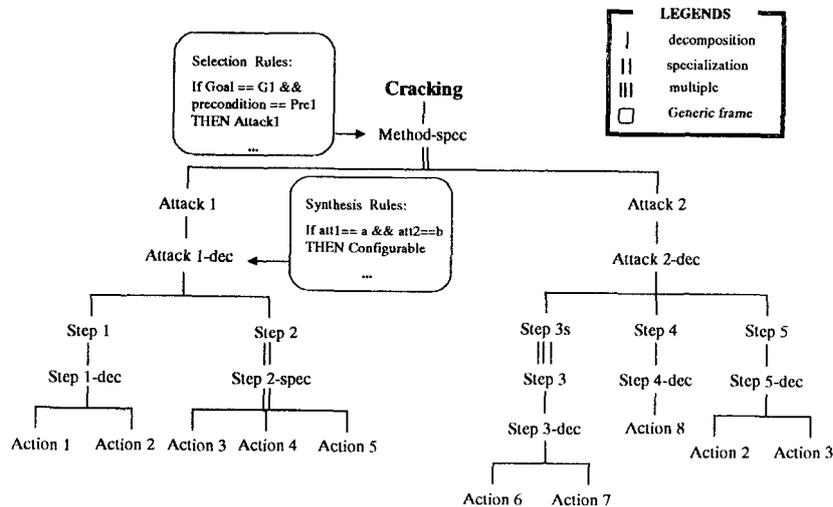 LEGENDS
decomposition
specialization
multiple
Generic frame
Selection Rules:
If Goal == G1 &&
precondition == Pre1
THEN Attack1
...
Cracking
Method-spec
Attack 1
Attack 2
Synthesis Rules:
If att1== a && att2==b
THEN Configurable
...
Attack 1-dec
Attack 2-dec
Step 1
Step 2
Step 3s
Step 4
Step 5
Step 1-dec
Step 2-spec
Step 3
Step 4-dec
Step 5-dec
Action 1
Action 2
Action 3
Action 4
Action 5
Step 3-dec
Action 8
Action 2
Action 3
Action 6
Action 7